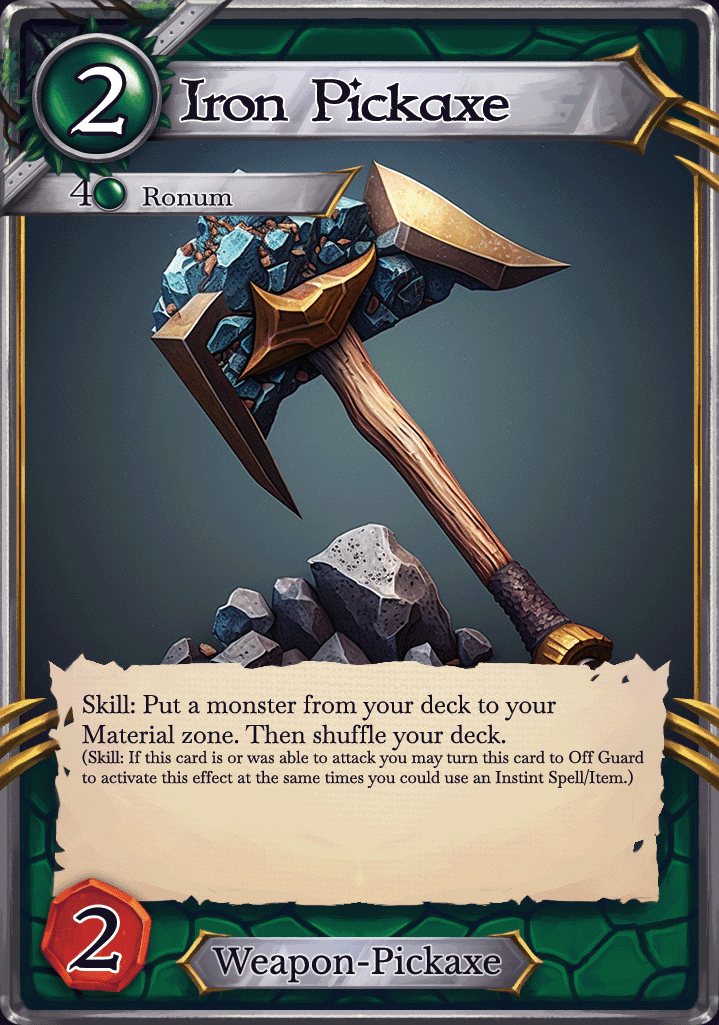 2
Iron Pickaxe
4 Ronum
Skill: Put a monster from your deck to your
Material zone. Then shuffle your deck.
(Skill: If this card is or was able to attack you may turn this card to Off Guard
to activate this effect at the same times you could use an Instint Spell/Item.)
2
Weapon-Pickaxe